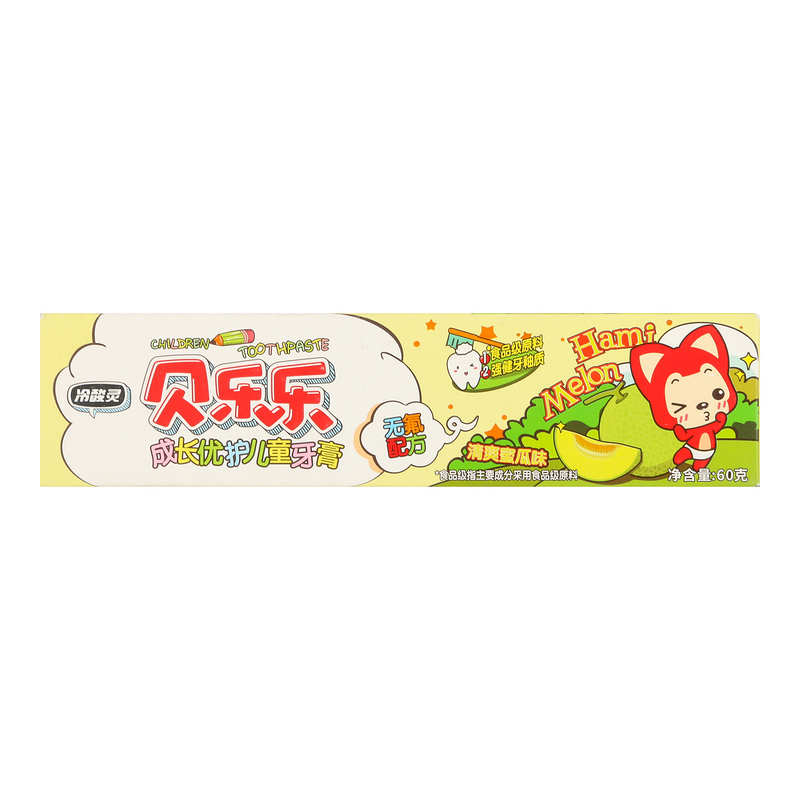 CHILDREN TOOTHPASTE
冷酸灵
贝乐乐
成长优护儿童牙膏
无氟
配方
1*食品级原料
2 强健牙釉质
Hami
Melon
清爽蜜瓜味
*食品级指主要成分采用食品级原料
净含量:60克